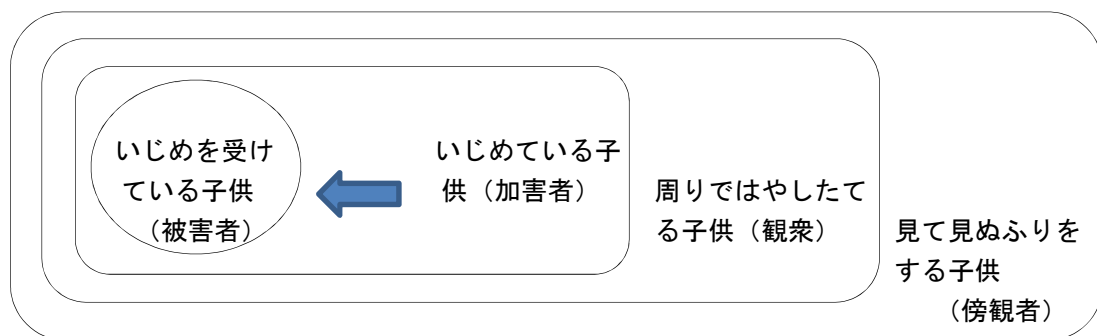 いじめを受け
ている子供
（被害者）
いじめている子
供（加害者）
周りではやしたて
る子供（観衆）
見て見ぬふりを
する子供
（傍観者）